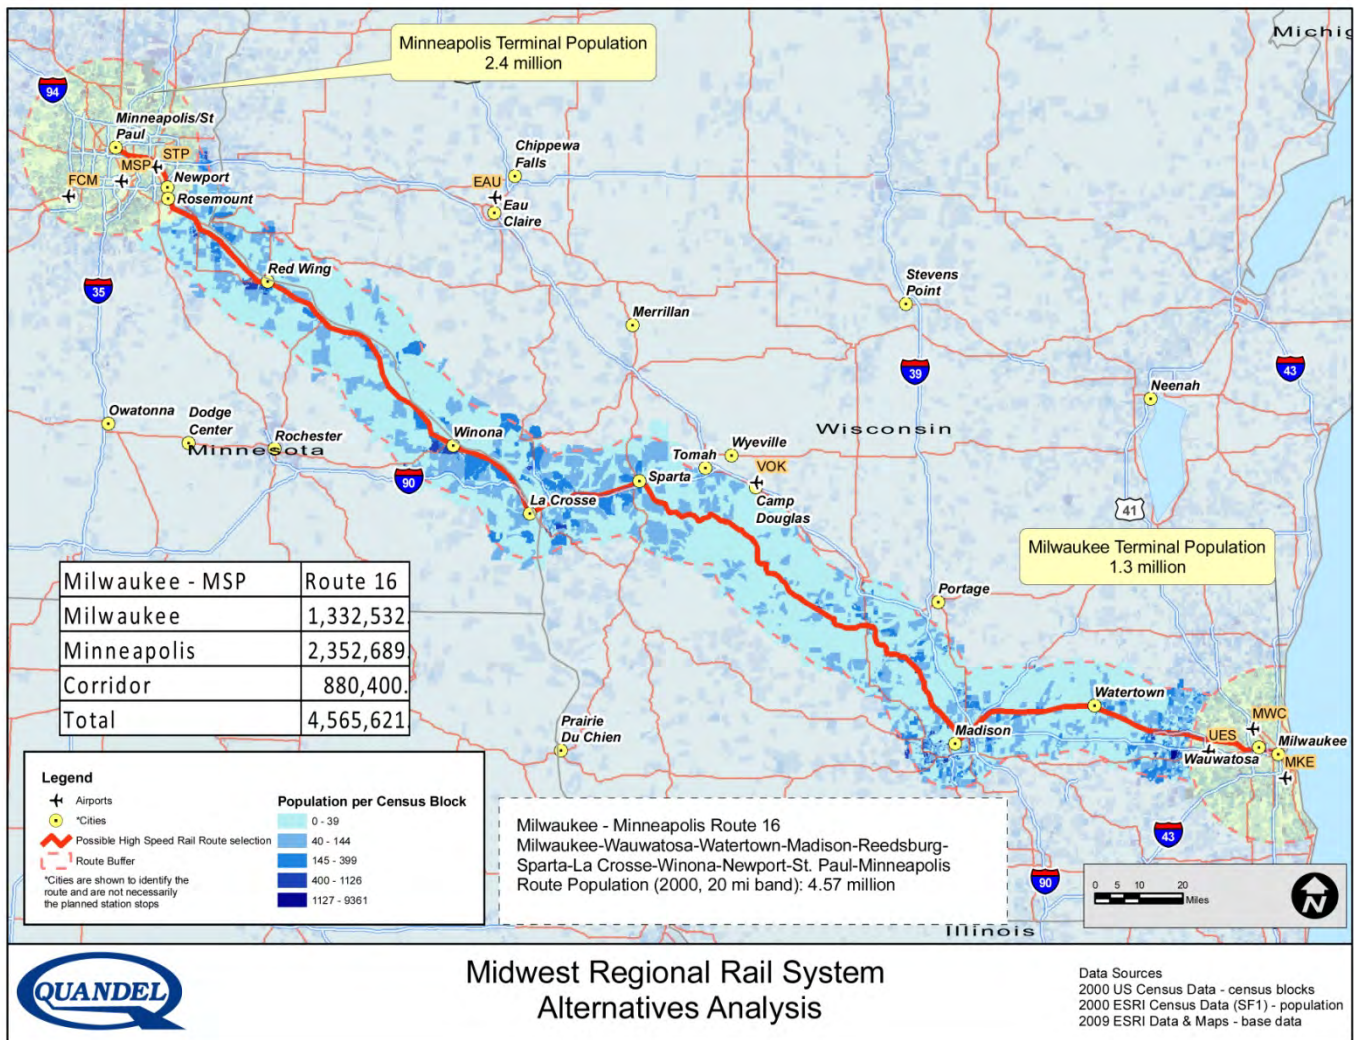 Michig
Minneapolis Terminal Population
2.4 million
94
Minneapolis/St
Paul
STP
MSP
FCM
Newport
Rosemount
Chippewa
Falls
EAU
Eau
Claire
Red Wing
35
Stevens
Point
Merrillan
39
43
Neenah
Owatonna
Dodge
Center
Rochester
Minnesota
Winona
Wisconsin
Wyeville
Tomah
VOK
90
Sparta
La Crosse
Camp
Douglas
41
Milwaukee Terminal Population
1.3 million
Portage
Milwaukee - MSP Route 16
Milwaukee 1,332,532.
Minneapolis 2,352,689.
Corridor 880,400.
Total 4,565,621.
Prairie
Du Chien
Madison
Watertown
MWC
UES
Milwaukee
Wauwatosa
MKE
43
90
Illinois
Legend
Airports
*Cities
Possible High Speed Rail Route selection
Route Buffer
*Cities are shown to identify the
route and are not necessarily
the planned station stops
Population per Census Block
0 - 39
40 - 144
145 - 399
400 - 1126
1127 - 9361
Milwaukee - Minneapolis Route 16
Milwaukee-Wauwatosa-Watertown-Madison-Reedsburg-
Sparta-La Crosse-Winona-Newport-St. Paul-Minneapolis
Route Population (2000, 20 mi band): 4.57 million
0 5 10 20
Miles
N
QUANDEL
Midwest Regional Rail System
Alternatives Analysis
Data Sources
2000 US Census Data - census blocks
2000 ESRI Census Data (SF1) - population
2009 ESRI Data & Maps - base data